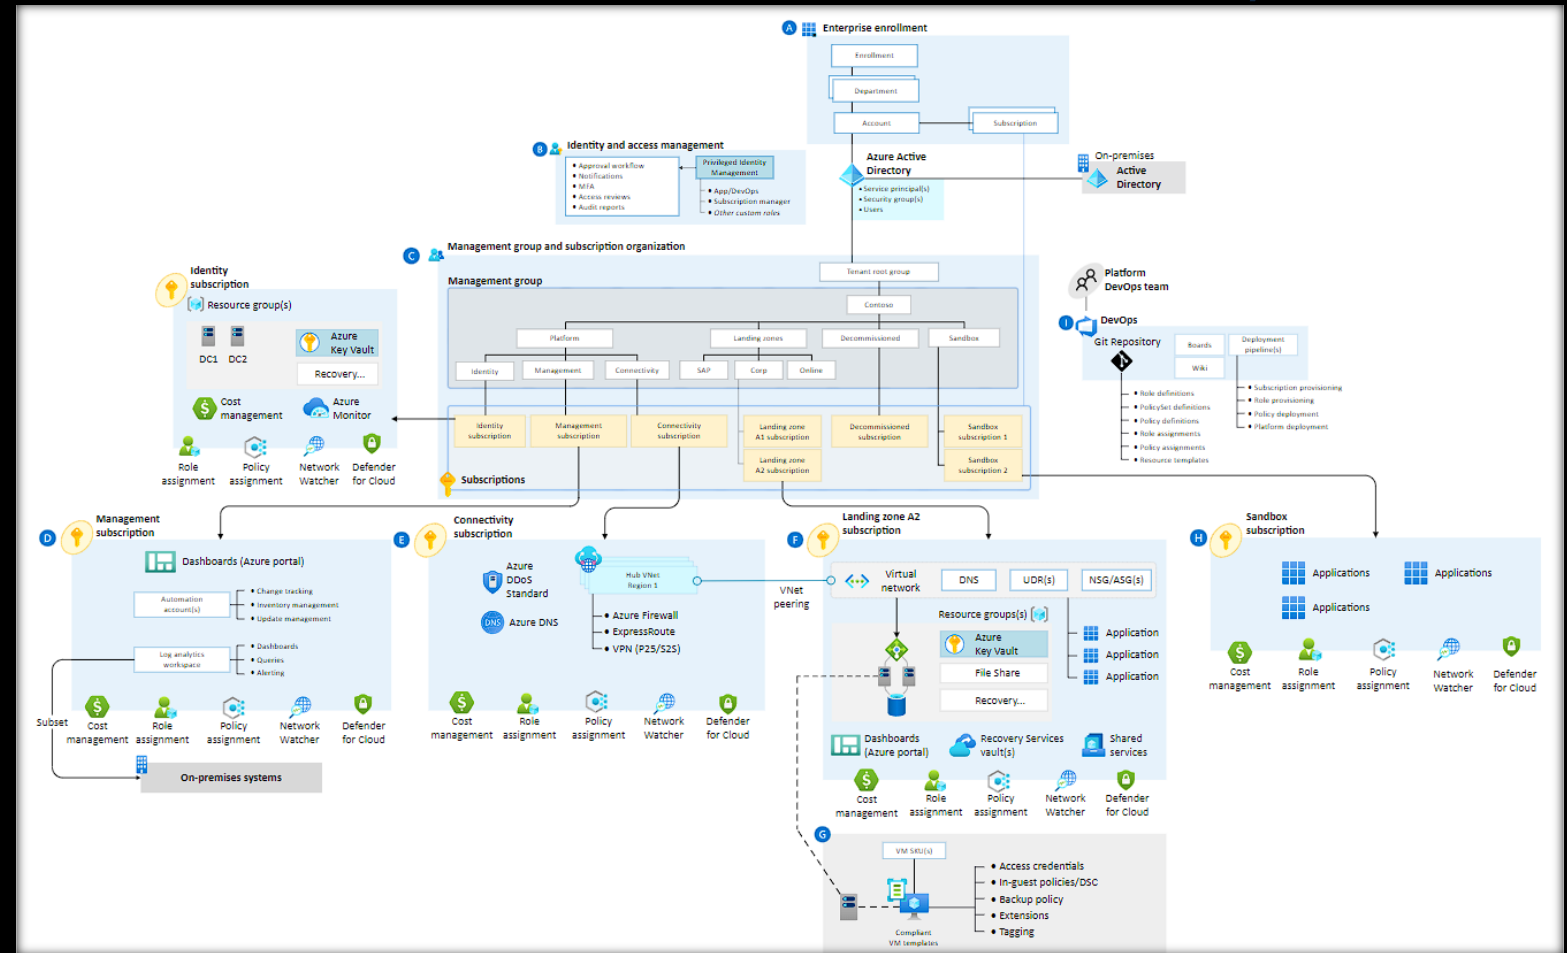 A
Enterprise enrollment
Enrollment
Department
Account
Subscription
B
Identity and access management
Approval workflow
Notifications
MFA
Access reviews
Audit reports
Privileged Identity
Management
App/DevOps
Subscription manager
Other custom roles
Azure Active
Directory
Service principal(s)
Security group(s)
Users
On-premises
Active
Directory
C
Management group and subscription organization
Management group
Tenant root group
Contoso
Platform
Landing zones
Decommissioned
Sandbox
Identity
Management
Connectivity
SAP
Corp
Online
Identity
subscription
Management
subscription
Connectivity
subscription
Landing zone
A1 subscription
Landing zone
A2 subscription
Decommissioned
subscription
Sandbox
subscription 1
Sandbox
subscription 2
Subscriptions
Identity
subscription
Resource group(s)
DC1
DC2
Azure
Key Vault
Recovery...
Cost
management
Azure
Monitor
Role
assignment
Policy
assignment
Network
Watcher
Defender
for Cloud
Platform
DevOps team
I
DevOps
Git Repository
Boards
Wiki
Deployment
pipeline(s)
Role definitions
PolicySet definitions
Policy definitions
Role assignments
Policy assignments
Resource templates
Subscription provisioning
Role provisioning
Policy deployment
Platform deployment
D
Management
subscription
Dashboards (Azure portal)
Automation
account(s)
Change tracking
Inventory management
Update management
Log analytics
workspace
Dashboards
Queries
Alerting
Subset
Cost
management
Role
assignment
Policy
assignment
Network
Watcher
Defender
for Cloud
On-premises systems
E
Connectivity
subscription
Azure
DDoS
Standard
DNS
Azure DNS
Hub VNet
Region 1
Azure Firewall
ExpressRoute
VPN (P2S/S2S)
VNet
peering
Cost
management
Role
assignment
Policy
assignment
Network
Watcher
Defender
for Cloud
F
Landing zone A2
subscription
Virtual
network
DNS
UDR(s)
NSG/ASG(s)
Resource groups(s)
Azure
Key Vault
File Share
Recovery...
Application
Application
Application
Dashboards
(Azure portal)
Recovery Services
vault(s)
Shared
services
Cost
management
Role
assignment
Policy
assignment
Network
Watcher
Defender
for Cloud
G
VM SKU(s)
Compliant
VM templates
Access credentials
In-guest policies/DSC
Backup policy
Extensions
Tagging
H
Sandbox
subscription
Applications
Applications
Applications
Cost
management
Role
assignment
Policy
assignment
Network
Watcher
Defender
for Cloud